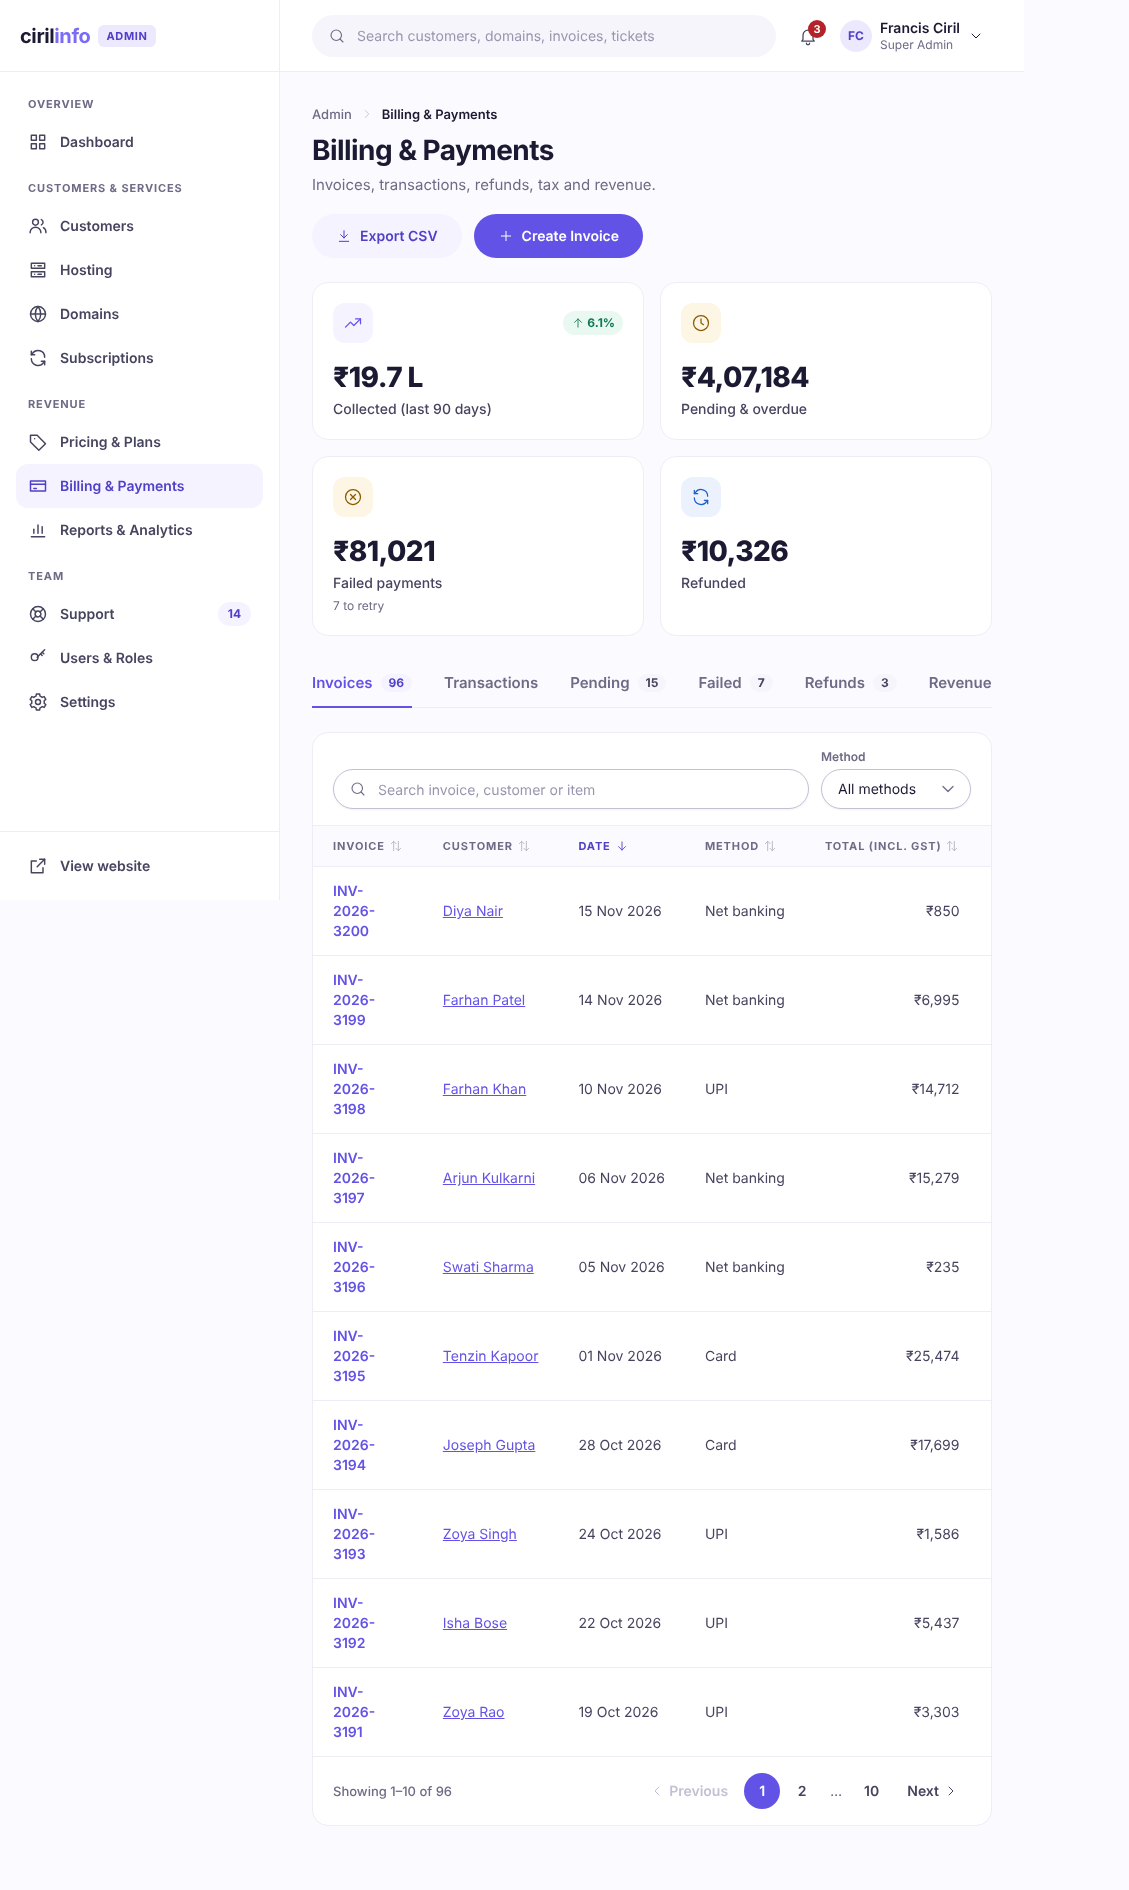 cirilinfo ADMIN
Search customers, domains, invoices, tickets
3
FC
Francis Ciril
Super Admin
OVERVIEW
Dashboard
CUSTOMERS & SERVICES
Customers
Hosting
Domains
Subscriptions
REVENUE
Pricing & Plans
Billing & Payments
Reports & Analytics
TEAM
Support 14
Users & Roles
Settings
View website
Admin Billing & Payments
Billing & Payments
Invoices, transactions, refunds, tax and revenue.
Export CSV
Create Invoice
6.1%
₹19.7 L
Collected (last 90 days)
₹4,07,184
Pending & overdue
₹81,021
Failed payments
7 to retry
₹10,326
Refunded
Invoices 96 Transactions Pending 15 Failed 7 Refunds 3 Revenue
Method
Search invoice, customer or item
All methods
INVOICE CUSTOMER DATE METHOD TOTAL (INCL. GST)
INV-
2026-
3200
Diya Nair 15 Nov 2026 Net banking ₹850
INV-
2026-
3199
Farhan Patel 14 Nov 2026 Net banking ₹6,995
INV-
2026-
3198
Farhan Khan 10 Nov 2026 UPI ₹14,712
INV-
2026-
3197
Arjun Kulkarni 06 Nov 2026 Net banking ₹15,279
INV-
2026-
3196
Swati Sharma 05 Nov 2026 Net banking ₹235
INV-
2026-
3195
Tenzin Kapoor 01 Nov 2026 Card ₹25,474
INV-
2026-
3194
Joseph Gupta 28 Oct 2026 Card ₹17,699
INV-
2026-
3193
Zoya Singh 24 Oct 2026 UPI ₹1,586
INV-
2026-
3192
Isha Bose 22 Oct 2026 UPI ₹5,437
INV-
2026-
3191
Zoya Rao 19 Oct 2026 UPI ₹3,303
Showing 1–10 of 96
Previous 1 2 ... 10 Next